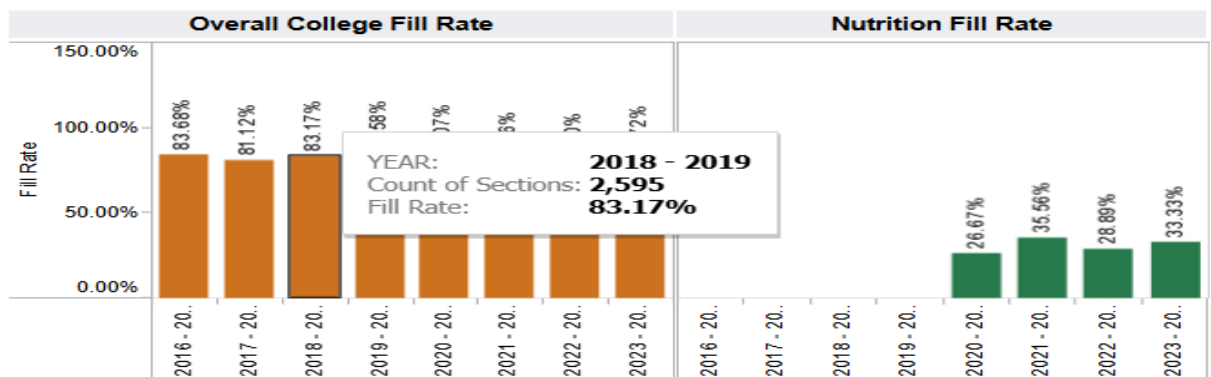 Overall College Fill Rate
Nutrition Fill Rate
Fill Rate
150.00%
100.00%
50.00%
0.00%
83.68%
81.12%
83.17%
YEAR: 2018 - 2019
Count of Sections: 2,595
Fill Rate: 83.17%
26.67%
35.56%
28.89%
33.33%
2016 - 20..
2017 - 20..
2018 - 20..
2019 - 20..
2020 - 20..
2021 - 20..
2022 - 20..
2023 - 20..
2016 - 20..
2017 - 20..
2018 - 20..
2019 - 20..
2020 - 20..
2021 - 20..
2022 - 20..
2023 - 20..